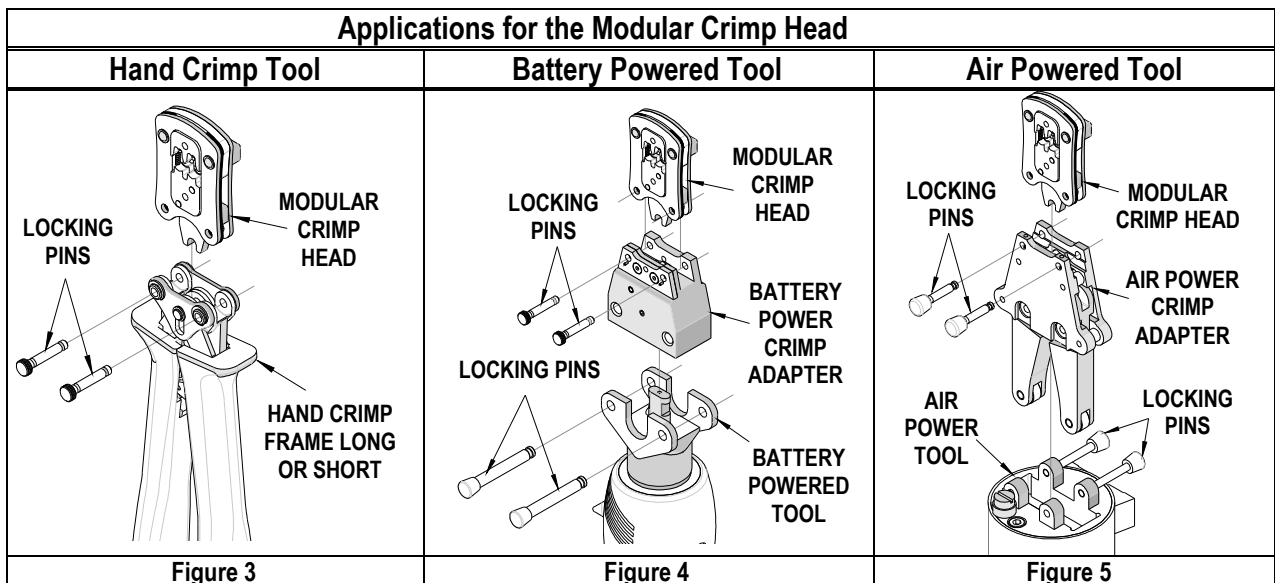 Applications for the Modular Crimp Head
Hand Crimp Tool
Battery Powered Tool
Air Powered Tool
MODULAR
CRIMP
HEAD
LOCKING
PINS
HAND CRIMP
FRAME LONG
OR SHORT
MODULAR
CRIMP
HEAD
LOCKING
PINS
BATTERY
POWER
CRIMP
ADAPTER
LOCKING PINS
BATTERY
POWERED
TOOL
LOCKING
PINS
MODULAR
CRIMP HEAD
AIR POWER
CRIMP
ADAPTER
AIR
POWER
TOOL
LOCKING
PINS
Figure 3
Figure 4
Figure 5